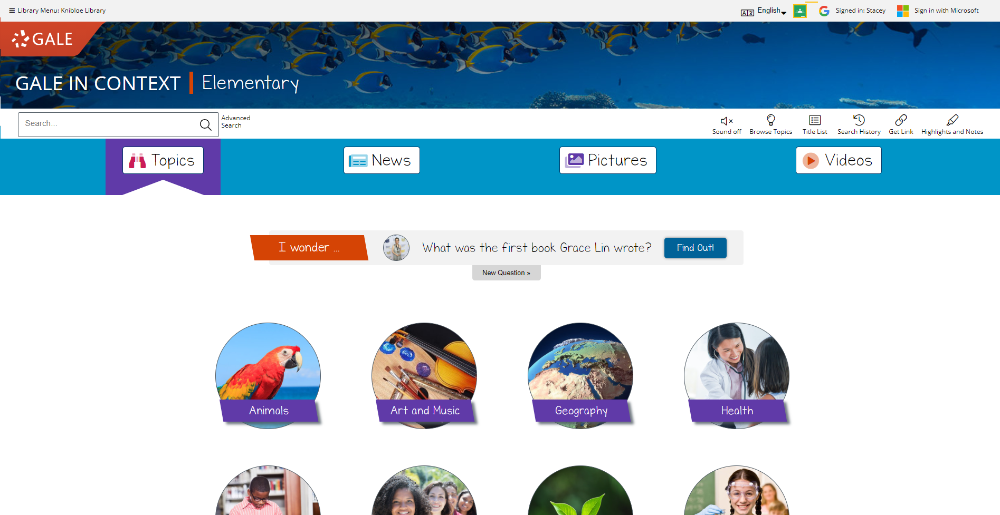 Library Menu: Knibloe Library
English
Signed in: Stacey
Sign in with Microsoft
GALE
GALE IN CONTEXT Elementary
Search...
Advanced
Search
Sound off
Browse Topics
Title List
Search History
Get Link
Highlights and Notes
Topics
News
Pictures
Videos
I wonder ...
What was the first book Grace Lin wrote?
Find Out!
New Question »
Animals
Art and Music
Geography
Health